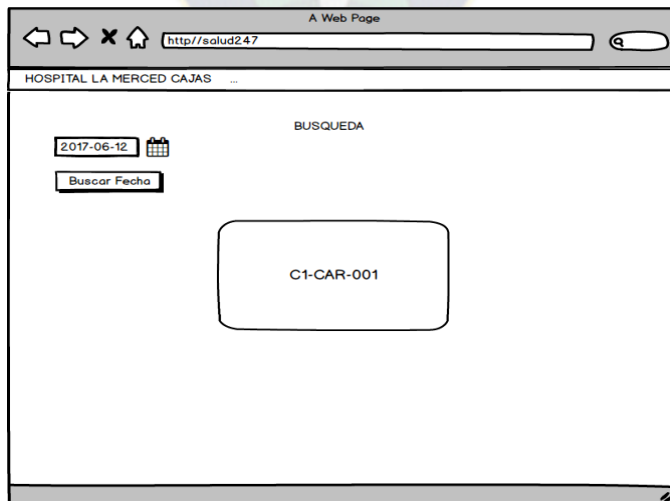 A Web Page
http//salud247
HOSPITAL LA MERCED CAJAS ...
BUSQUEDA
2017-06-12
Buscar Fecha
C1-CAR-001